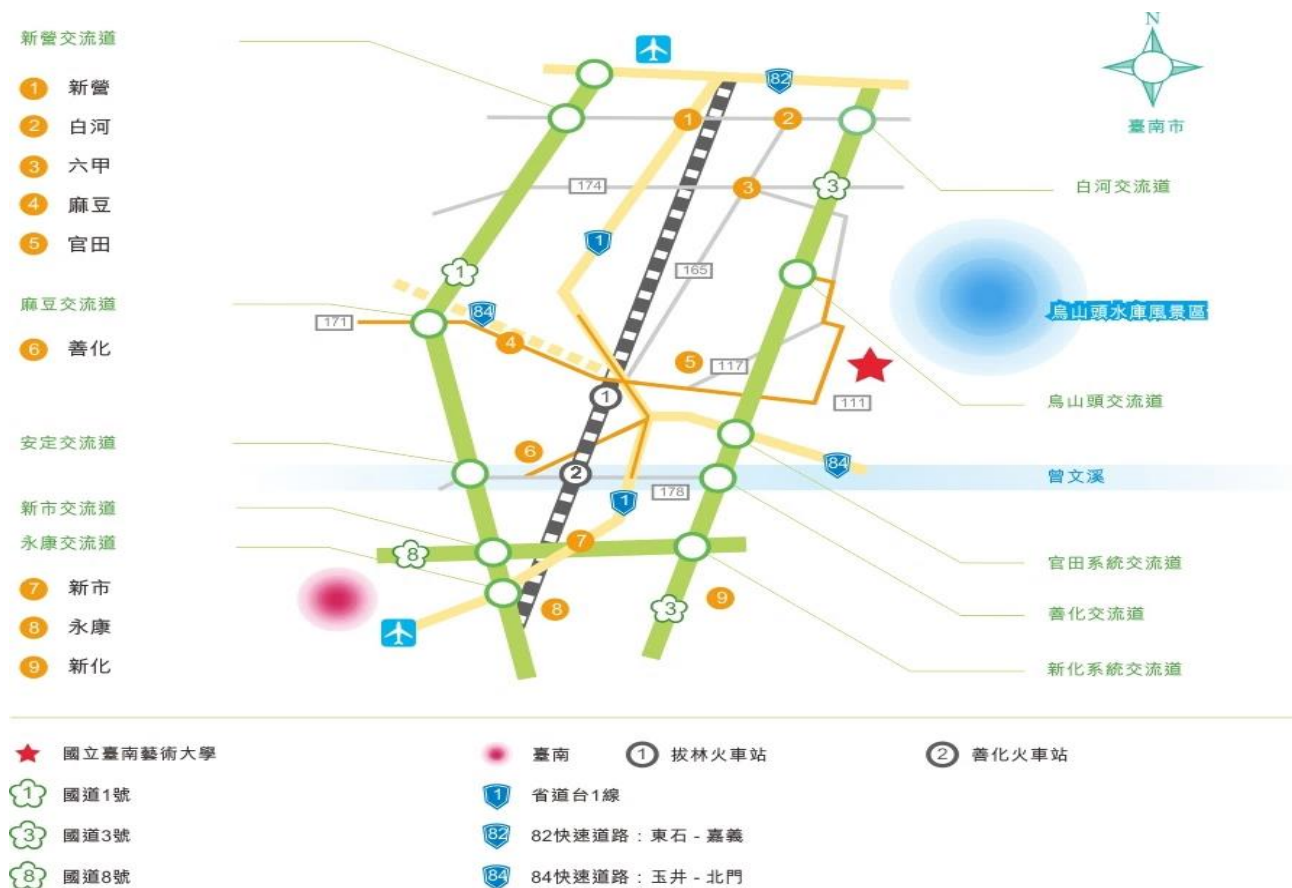 新營交流道
1 新營
2 白河
3 六甲
4 麻豆
5 官田
麻豆交流道
6 善化
安定交流道
新市交流道
永康交流道
7 新市
8 永康
9 新化
82
1
2
174
3
3
1
1
165
84
171
4
5
117
1
111
6
2
84
178
1
8
7
8
3
9
N
臺南市
白河交流道
烏山頭水庫風景區
烏山頭交流道
曾文溪
官田系統交流道
善化交流道
新化系統交流道
國立臺南藝術大學
臺南
1 拔林火車站
2 善化火車站
1 國道1號
1 省道台1線
3 國道3號
82 82快速道路：東石 - 嘉義
8 國道8號
84 84快速道路：玉井 - 北門